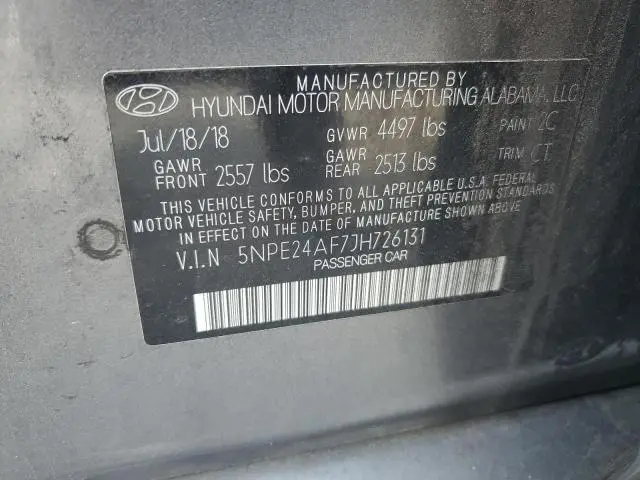 MANUFACTURED BY
HYUNDAI MOTOR MANUFACTURING ALABAMA, LLC
Jul/18/18 GVWR 4497 lbs PAINT 2C
GAWR FRONT 2557 lbs GAWR REAR 2513 lbs TRIM CT
THIS VEHICLE CONFORMS TO ALL APPLICABLE U.S.A. FEDERAL
MOTOR VEHICLE SAFETY, BUMPER, AND THEFT PREVENTION STANDARDS
IN EFFECT ON THE DATE OF MANUFACTURE SHOWN ABOVE
V.I.N 5NPE24AF7JH726131
PASSENGER CAR